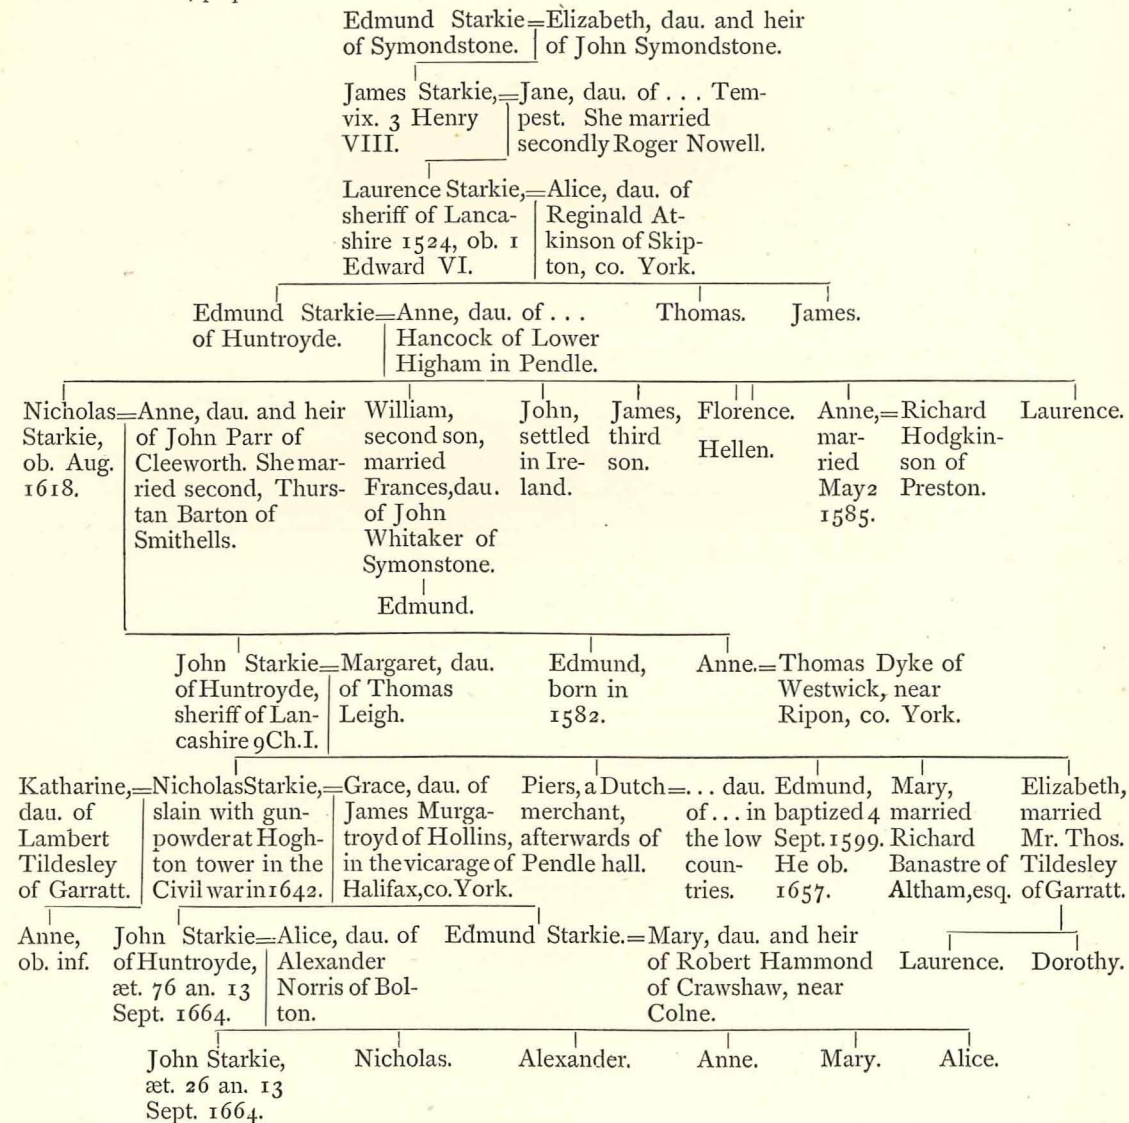 Edmund Starkie=Elizabeth, dau. and heir
of Symondstone. of John Symondstone.
James Starkie,=Jane, dau. of . . . Tem-
vix. 3 Henry pest. She married
VIII. secondly Roger Nowell.
Laurence Starkie,=Alice, dau. of
sheriff of Lanca- Reginald At-
shire 1524, ob. 1 kinson of Skip-
Edward VI. ton, co. York.
Edmund Starkie=Anne, dau. of . . . Thomas. James.
of Huntroyde. Hancock of Lower
Higham in Pendle.
Nicholas=Anne, dau. and heir
Starkie, of John Parr of
ob. Aug. Cleeworth. She mar-
1618. ried second, Thurs-
tan Barton of
Smithells.
William,
second son,
married
Frances, dau.
of John
Whitaker of
Symonstone.
Edmund.
John,
settled
in Ire-
land.
James,
third
son.
Florence.
Hellen.
Anne,=Richard
mar- Hodgkin-
ried son of
May 2 Preston.
1585.
Laurence.
John Starkie=Margaret, dau.
of Huntroyde, of Thomas
sheriff of Lan- Leigh.
cashire 9 Ch. I.
Edmund,
born in
1582.
Anne.=Thomas Dyke of
Westwick, near
Ripon, co. York.
Katharine,=Nicholas Starkie,=Grace, dau. of
dau. of slain with gun- James Murga-
Lambert powder at Hogh- troyd of Hollins,
Tildesley ton tower in the in the vicarage of
of Garratt. Civil war in 1642. Halifax, co. York.
Piers, a Dutch=. . . dau.
merchant, of . . . in
afterwards of the low
Pendle hall. coun-
tries.
Edmund,
baptized 4
Sept. 1599.
He ob.
1657.
Mary,
married
Richard
Banastre of
Altham, esq.
Elizabeth,
married
Mr. Thos.
Tildesley
of Garratt.
Anne,
ob. inf.
John Starkie=Alice, dau. of
of Huntroyde, Alexander
æt. 76 an. 13 Norris of Bol-
Sept. 1664. ton.
Edmund Starkie.=Mary, dau. and heir
of Robert Hammond
of Crawshaw, near
Colne.
Laurence. Dorothy.
John Starkie, Nicholas. Alexander. Anne. Mary. Alice.
æt. 26 an. 13
Sept. 1664.